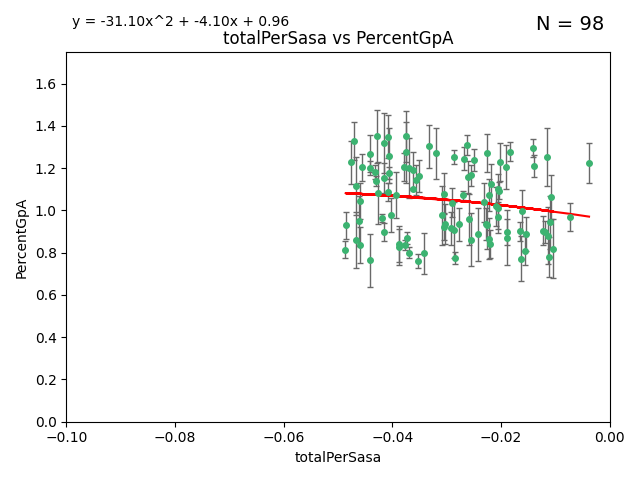 y = -31.10x^2 + -4.10x + 0.96
N = 98
totalPerSasa vs PercentGpA
PercentGpA
1.6
1.4
1.2
1.0
0.8
0.6
0.4
0.2
0.0
−0.10 −0.08 −0.06 −0.04 −0.02 0.00
totalPerSasa